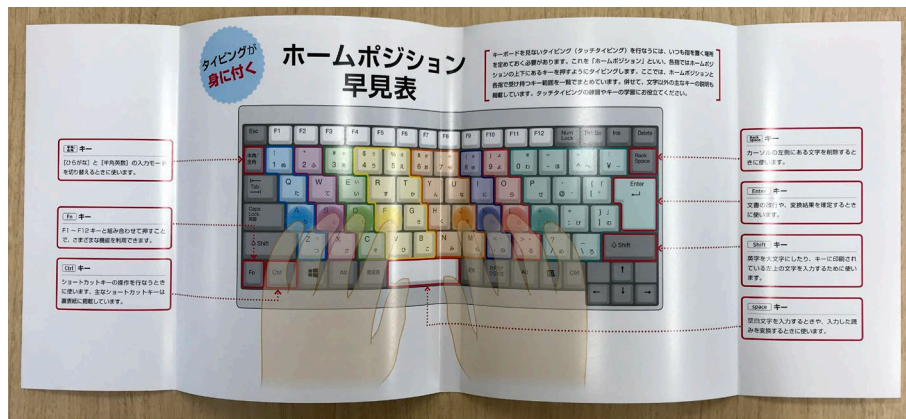 タイピングが
身に付く
ホームポジション
早見表
キーボードを見ないタイピング（タッチタイピング）を行なうには、いつも指を置く場所
を定めておく必要があります。これを「ホームポジション」といい、各指ではホームポジ
ションの上下にあるキーを押すようにタイピングします。ここでは、ホームポジションと
各指で受け持つキー範囲を一覧でまとめています。併せて、文字以外の主なキーの説明も
掲載しています。タッチタイピングの練習やキーの学習にお役立てください。
キー
［ひらがな］と［半角英数］の入力モード
を切り替えるときに使います。
Fn キー
F1～F12キーと組み合わせて押すこと
で、さまざまな機能を利用できます。
Ctrl キー
ショートカットキーの操作を行なうとき
に使います。主なショートカットキーは
裏表紙に掲載しています。
Back Space キー
カーソルの左側にある文字を削除すると
きに使います。
Enter キー
文書の改行や、変換結果を確定するとき
に使います。
Shift キー
英字を大文字にしたり、キーに印刷され
ている左上の文字を入力するために使い
ます。
space キー
空白文字を入力するときや、入力した読
みを変換するときに使います。
Esc F1 F2 F3 F4 F5 F6 F7 F8 F9 F10 F11 F12 Num Lock Ins Delete
Back Space
Tab Q W E R T Y U I O P Enter
Caps Lock A S D F G H
Shift Z X C V B N M Shift
Fn Ctrl Alt Alt Ctrl